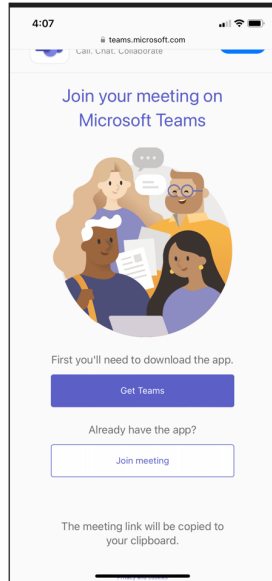 4:07
teams.microsoft.com
Call. Chat. Collaborate
Join your meeting on
Microsoft Teams
First you'll need to download the app.
Get Teams
Already have the app?
Join meeting
The meeting link will be copied to
your clipboard.